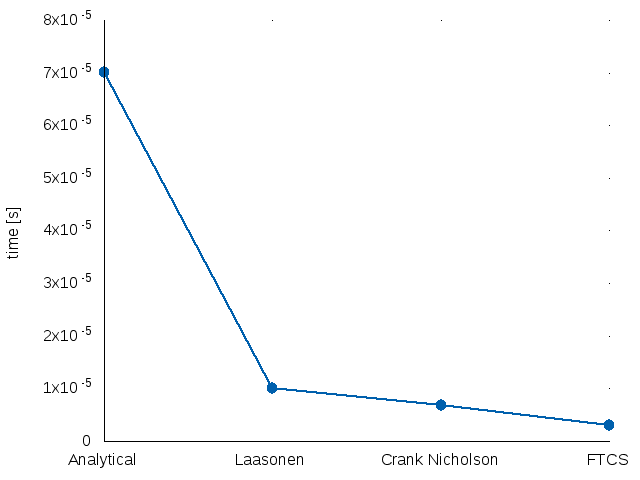 8x10⁻⁵
7x10⁻⁵
6x10⁻⁵
5x10⁻⁵
4x10⁻⁵
3x10⁻⁵
2x10⁻⁵
1x10⁻⁵
0
time [s]
Analytical Laasonen Crank Nicholson FTCS